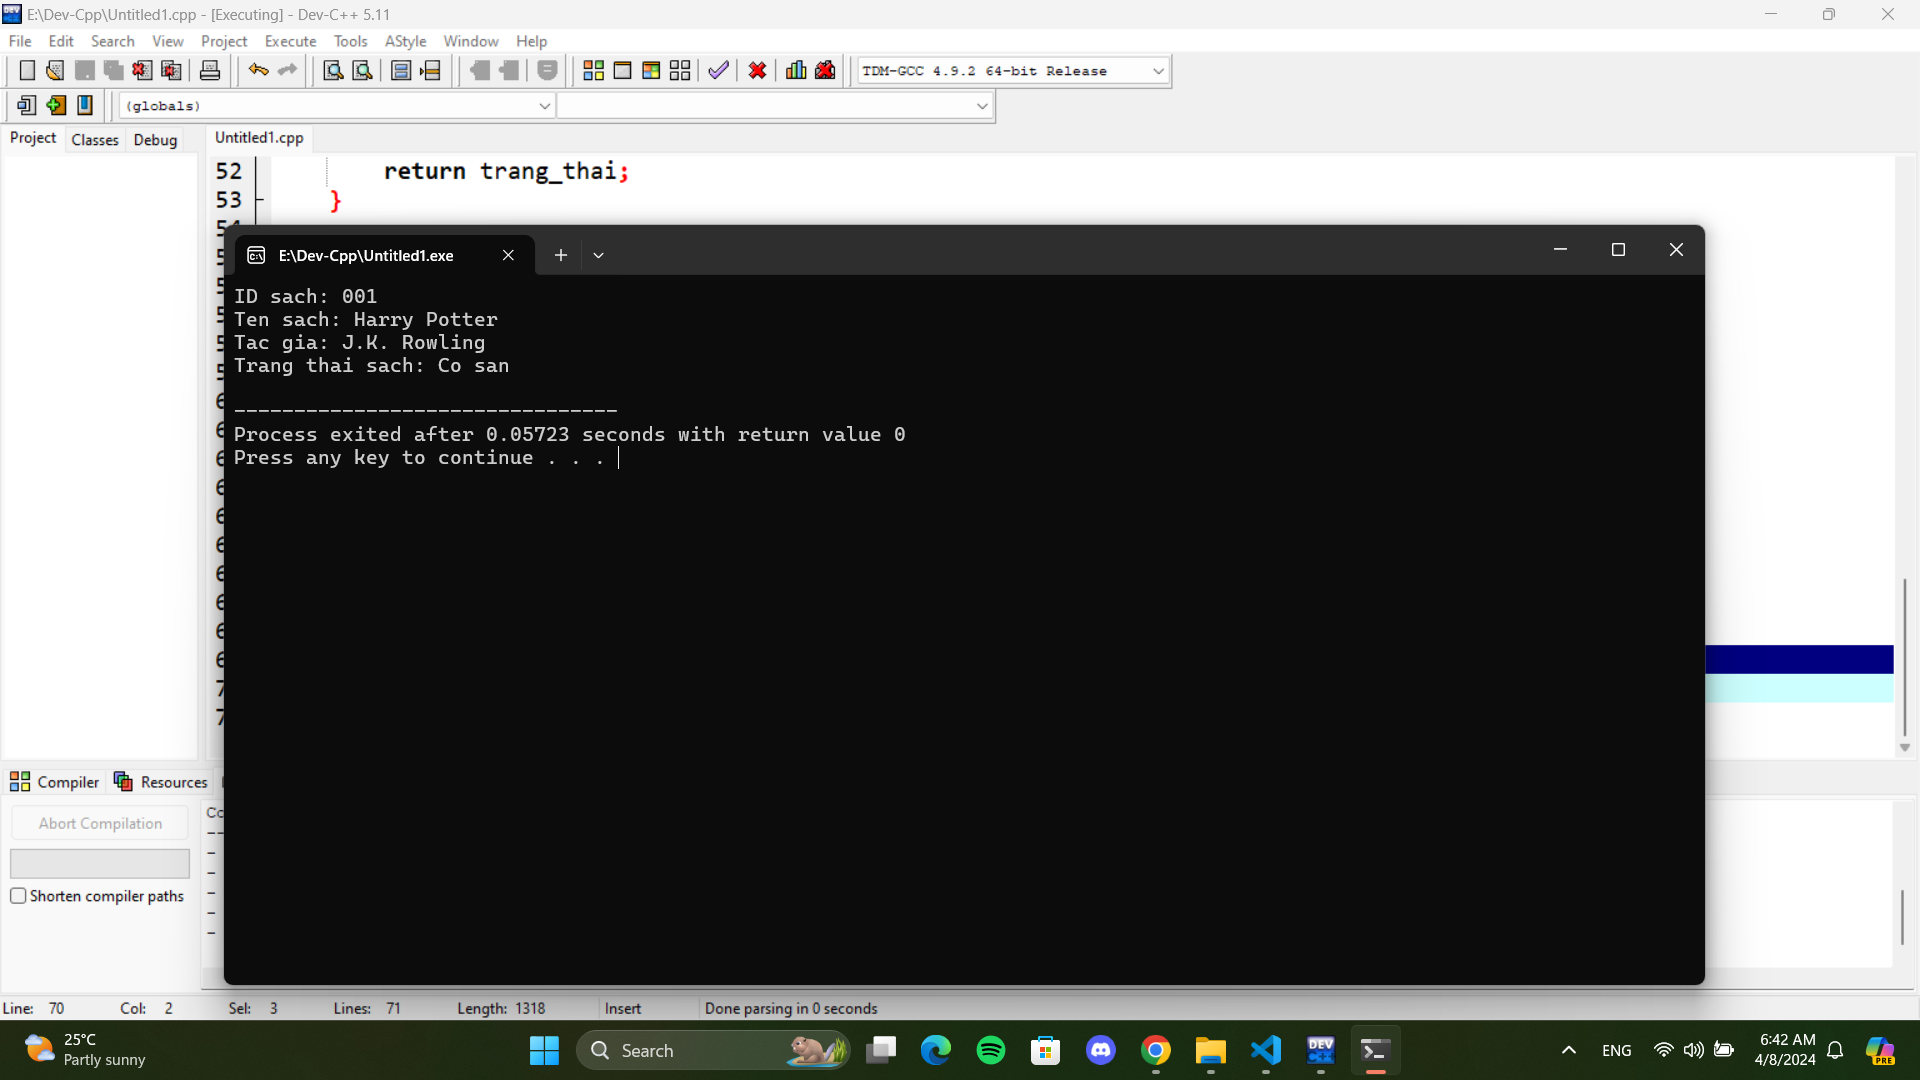 E:\Dev-Cpp\Untitled1.cpp - [Executing] - Dev-C++ 5.11
File Edit Search View Project Execute Tools AStyle Window Help
TDM-GCC 4.9.2 64-bit Release
(globals)
Project Classes Debug Untitled1.cpp
52 return trang_thai;
53 }
E:\Dev-Cpp\Untitled1.exe
ID sach: 001
Ten sach: Harry Potter
Tac gia: J.K. Rowling
Trang thai sach: Co san
--------------------------------
Process exited after 0.05723 seconds with return value 0
Press any key to continue . . .
Compiler Resources
Abort Compilation
Shorten compiler paths
Line: 70 Col: 2 Sel: 3 Lines: 71 Length: 1318 Insert Done parsing in 0 seconds
25°C
Partly sunny
Search
DEV
ENG
6:42 AM
4/8/2024
PRE